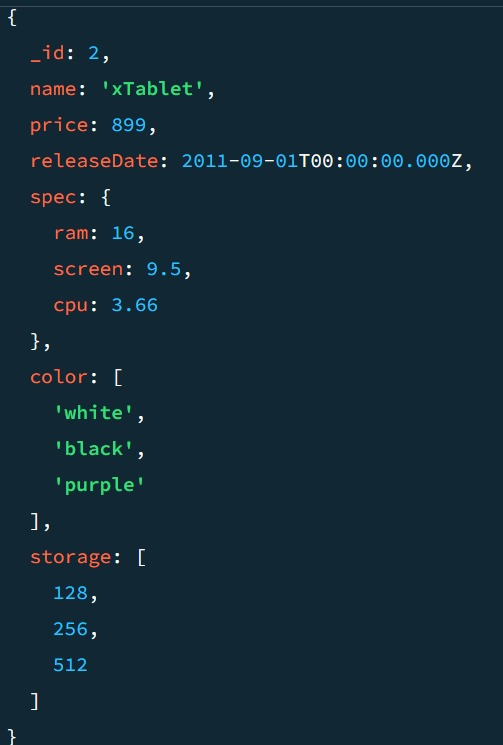 {
_id: 2,
name: 'xTablet',
price: 899,
releaseDate: 2011-09-01T00:00:00.000Z,
spec: {
ram: 16,
screen: 9.5,
cpu: 3.66
},
color: [
'white',
'black',
'purple'
],
storage: [
128,
256,
512
]
}